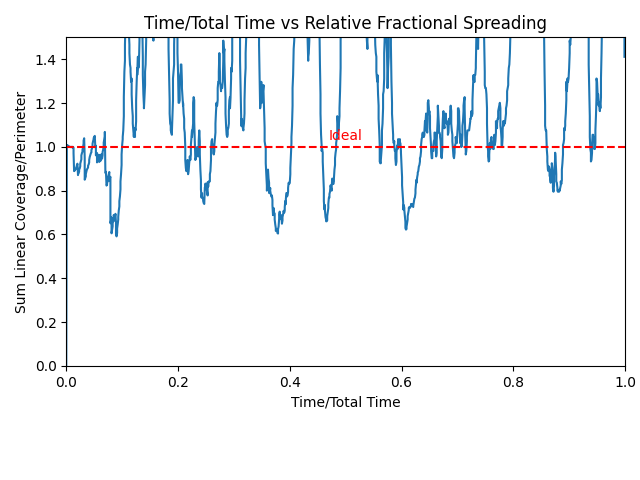 Time/Total Time vs Relative Fractional Spreading
Sum Linear Coverage/Perimeter
1.4
1.2
1.0
0.8
0.6
0.4
0.2
0.0
Ideal
0.0 0.2 0.4 0.6 0.8 1.0
Time/Total Time